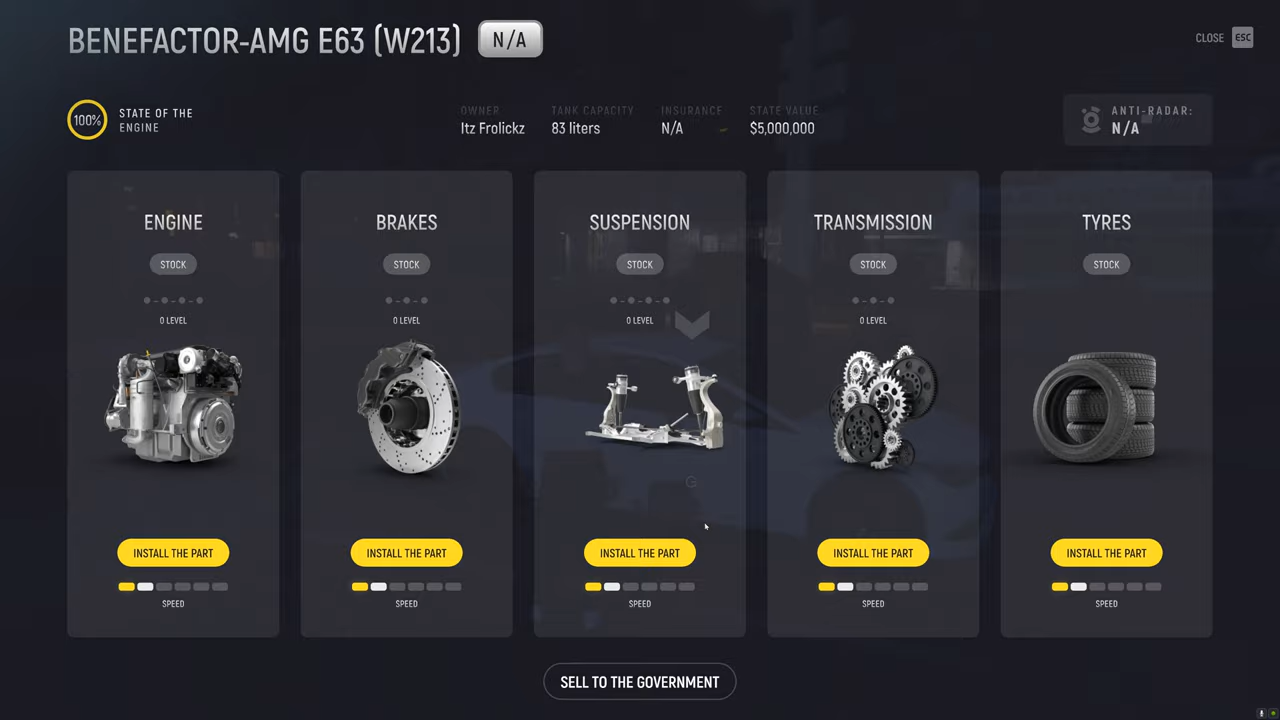 BENEFACTOR-AMG E63 (W213)
N/A
CLOSE ESC
100%
STATE OF THE
ENGINE
OWNER
Itz Frolickz
TANK CAPACITY
83 liters
INSURANCE
N/A
STATE VALUE
$5,000,000
ANTI-RADAR:
N/A
ENGINE
STOCK
0 LEVEL
INSTALL THE PART
SPEED
BRAKES
STOCK
0 LEVEL
INSTALL THE PART
SPEED
SUSPENSION
STOCK
0 LEVEL
G
INSTALL THE PART
SPEED
TRANSMISSION
STOCK
0 LEVEL
INSTALL THE PART
SPEED
TYRES
STOCK
INSTALL THE PART
SPEED
SELL TO THE GOVERNMENT